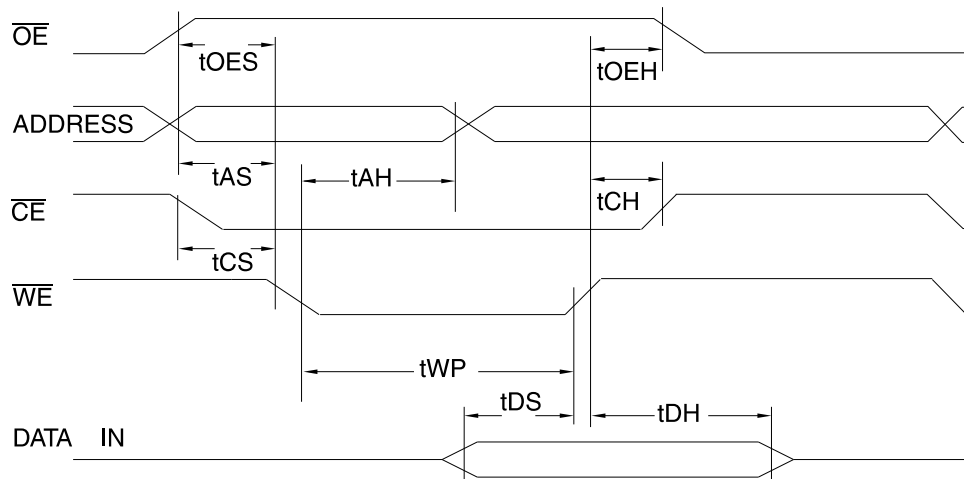 OE
tOES
tOEH
ADDRESS
tAS
tAH
tCH
CE
tCS
WE
tWP
tDS
tDH
DATA IN